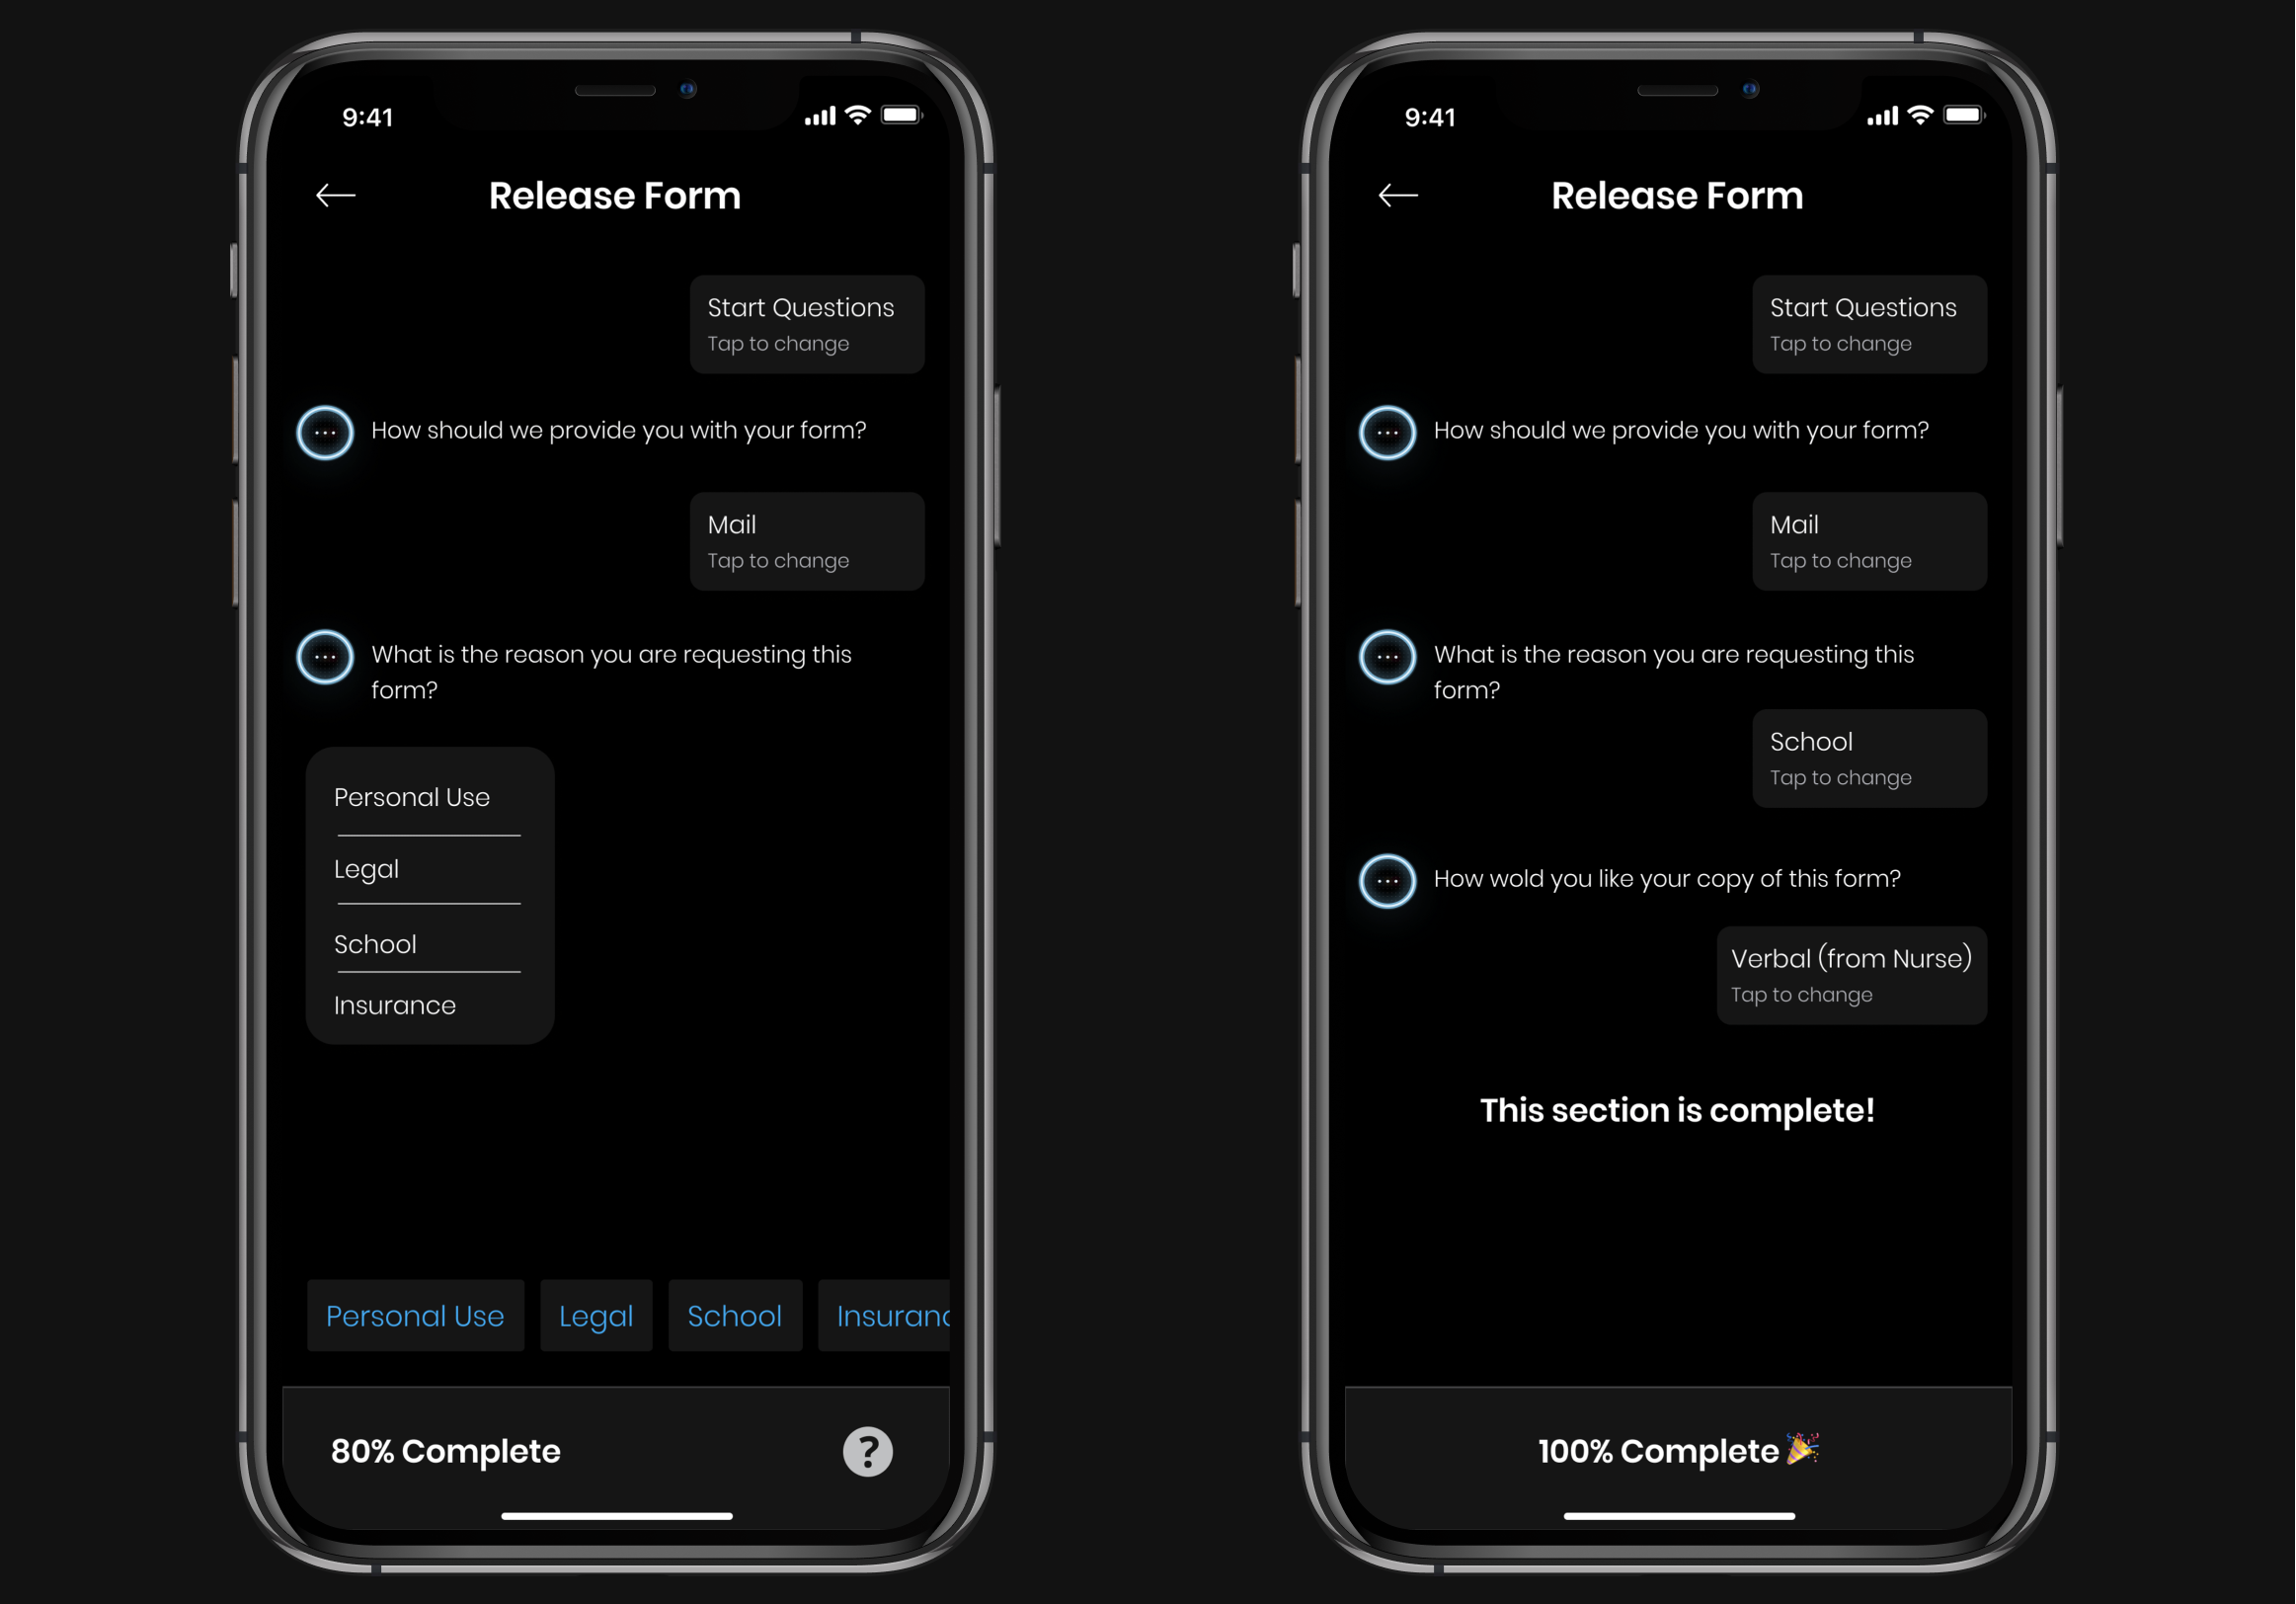 9:41
Release Form
Start Questions
Tap to change
How should we provide you with your form?
Mail
Tap to change
What is the reason you are requesting this
form?
Personal Use
Legal
School
Insurance
Personal Use
Legal
School
Insuranc
80% Complete
?
9:41
Release Form
Start Questions
Tap to change
How should we provide you with your form?
Mail
Tap to change
What is the reason you are requesting this
form?
School
Tap to change
How wold you like your copy of this form?
Verbal (from Nurse)
Tap to change
This section is complete!
100% Complete🎉